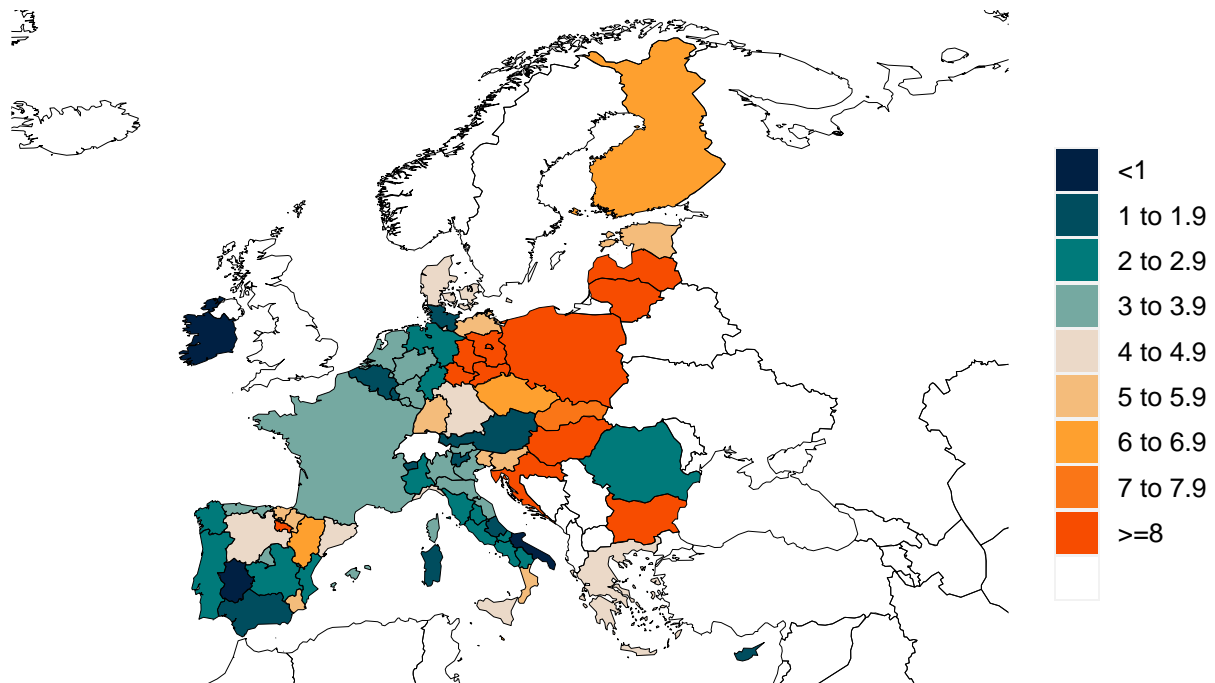 <1
1 to 1.9
2 to 2.9
3 to 3.9
4 to 4.9
5 to 5.9
6 to 6.9
7 to 7.9
>=8